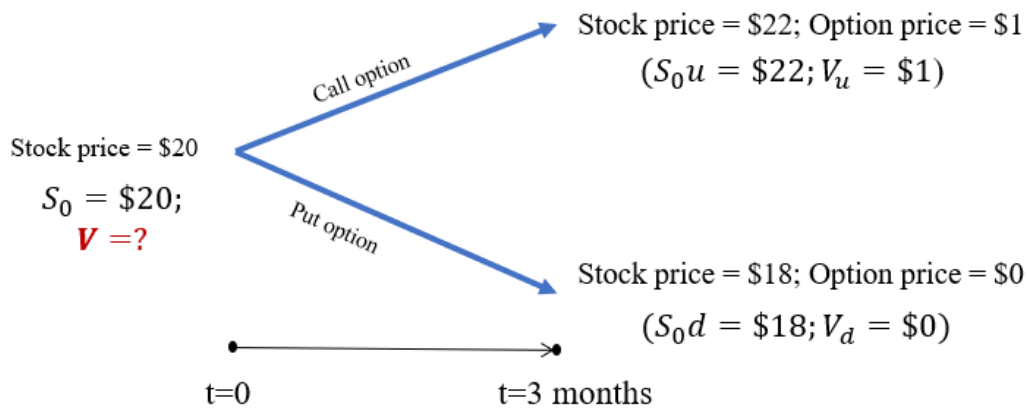 Stock price = $22; Option price = $1
(S₀u = $22; Vᵤ = $1)
Call option
Stock price = $20
S₀ = $20;
V =?
Put option
Stock price = $18; Option price = $0
(S₀d = $18; V_d = $0)
t=0
t=3 months